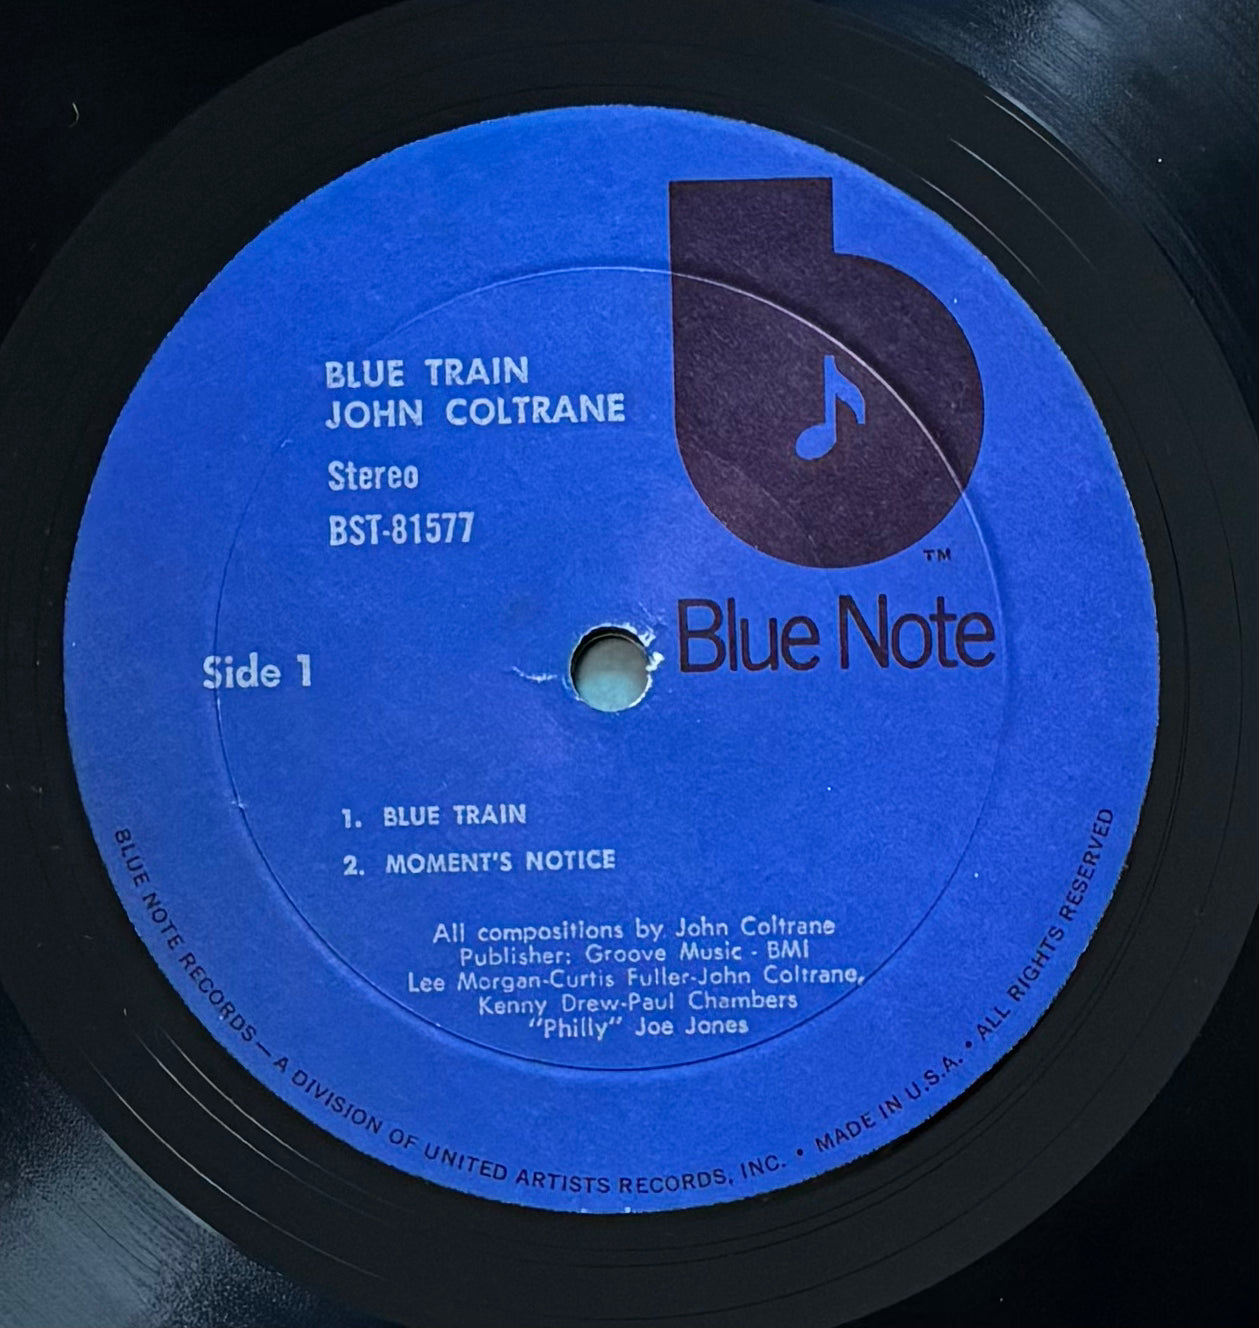 BLUE TRAIN
JOHN COLTRANE
Stereo
BST-81577
TM
Blue Note
Side 1
1. BLUE TRAIN
2. MOMENT'S NOTICE
All compositions by John Coltrane
Publisher: Groove Music - BMI
Lee Morgan-Curtis Fuller-John Coltrane,
Kenny Drew-Paul Chambers
"Philly" Joe Jones
BLUE NOTE RECORDS — A DIVISION OF UNITED ARTISTS RECORDS, INC. • MADE IN U.S.A. • ALL RIGHTS RESERVED